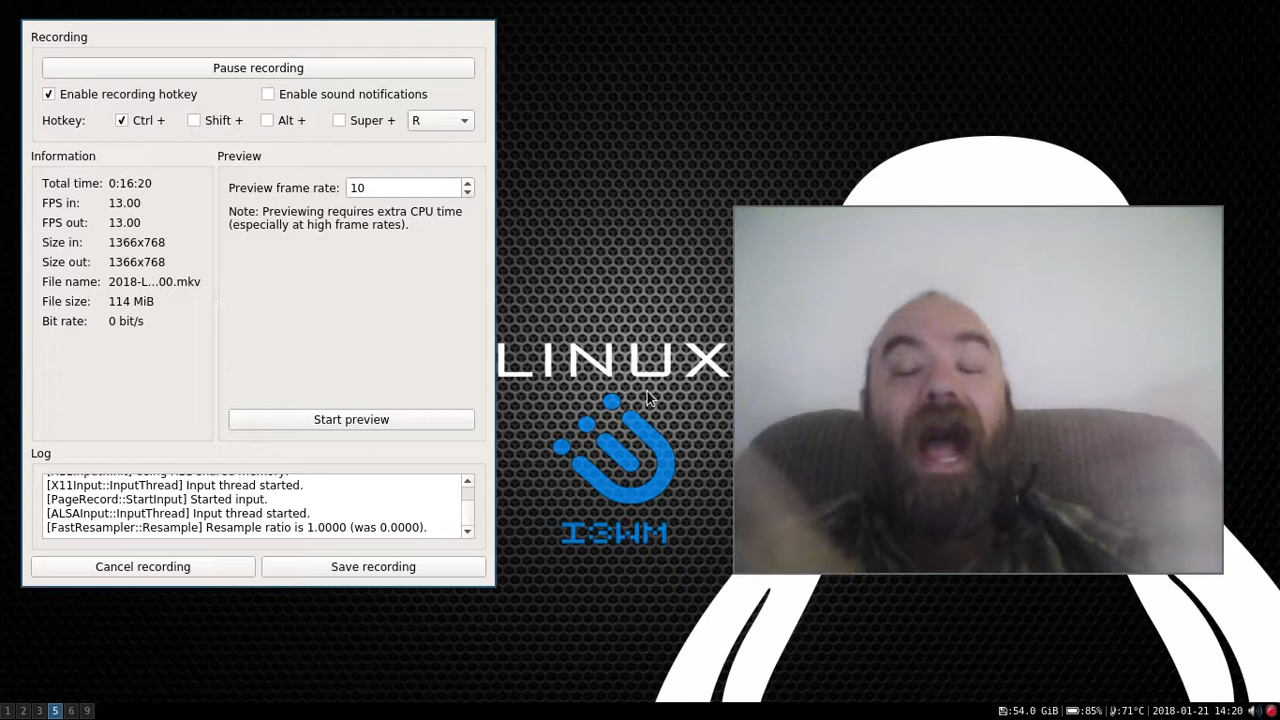 Recording
Pause recording
Enable recording hotkey
Enable sound notifications
Hotkey:
Ctrl +
Shift +
Alt +
Super +
R
Information
Total time: 0:16:20
FPS in: 13.00
FPS out: 13.00
Size in: 1366x768
Size out: 1366x768
File name: 2018-L...00.mkv
File size: 114 MiB
Bit rate: 0 bit/s
Preview
Preview frame rate: 10
Note: Previewing requires extra CPU time
(especially at high frame rates).
Start preview
Log
[X11Input::InputThread] Input thread started.
[PageRecord::StartInput] Started input.
[ALSAInput::InputThread] Input thread started.
[FastResampler::Resample] Resample ratio is 1.0000 (was 0.0000).
Cancel recording
Save recording
LINUX
I3WM
1 2 3 5 6 9
:54.0 GiB :85% :71°C 2018-01-21 14:20